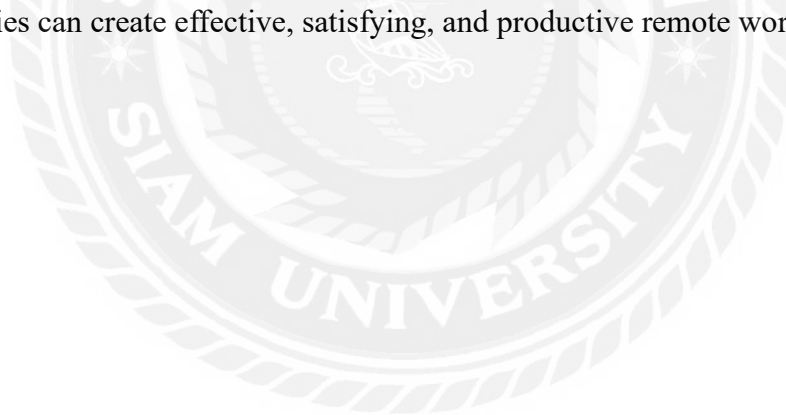 ies can create effective, satisfying, and productive remote wor
SIAM UNIVERSITY